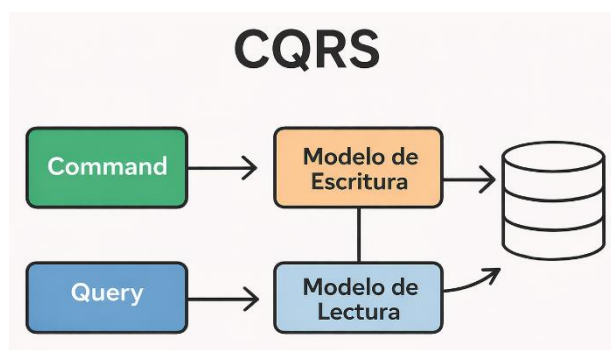 CQRS
Command
Modelo de
Escritura
Query
Modelo de
Lectura